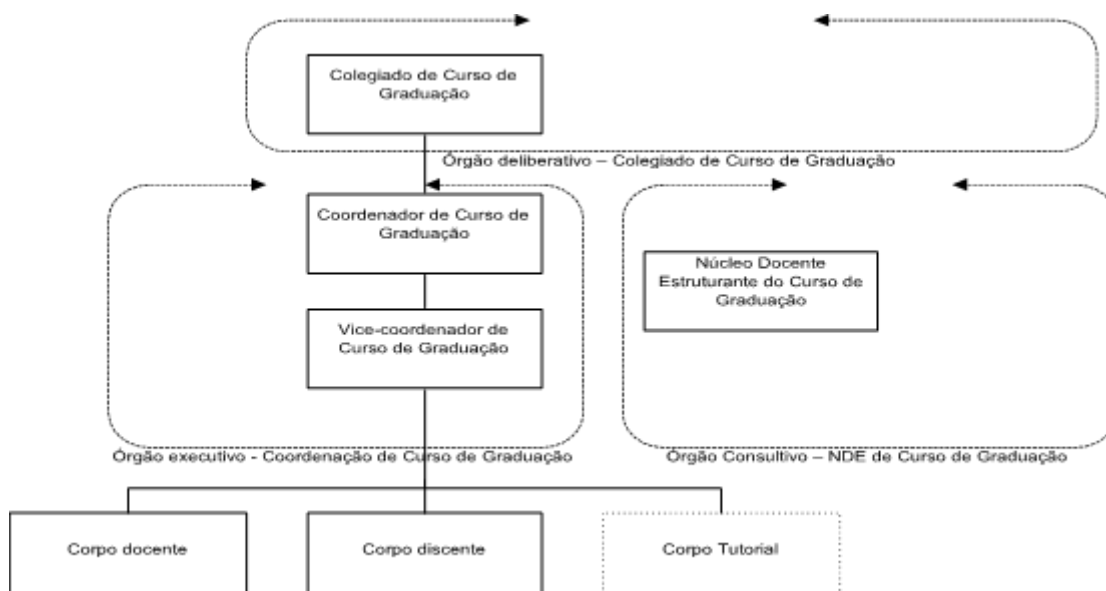 Colegiado de Curso de
Graduação
Órgão deliberativo – Colegiado de Curso de Graduação
Coordenador de Curso de
Graduação
Núcleo Docente
Estruturante do Curso de
Graduação
Vice-coordenador de
Curso de Graduação
Órgão executivo - Coordenação de Curso de Graduação
Órgão Consultivo – NDE de Curso de Graduação
Corpo docente
Corpo discente
Corpo Tutorial